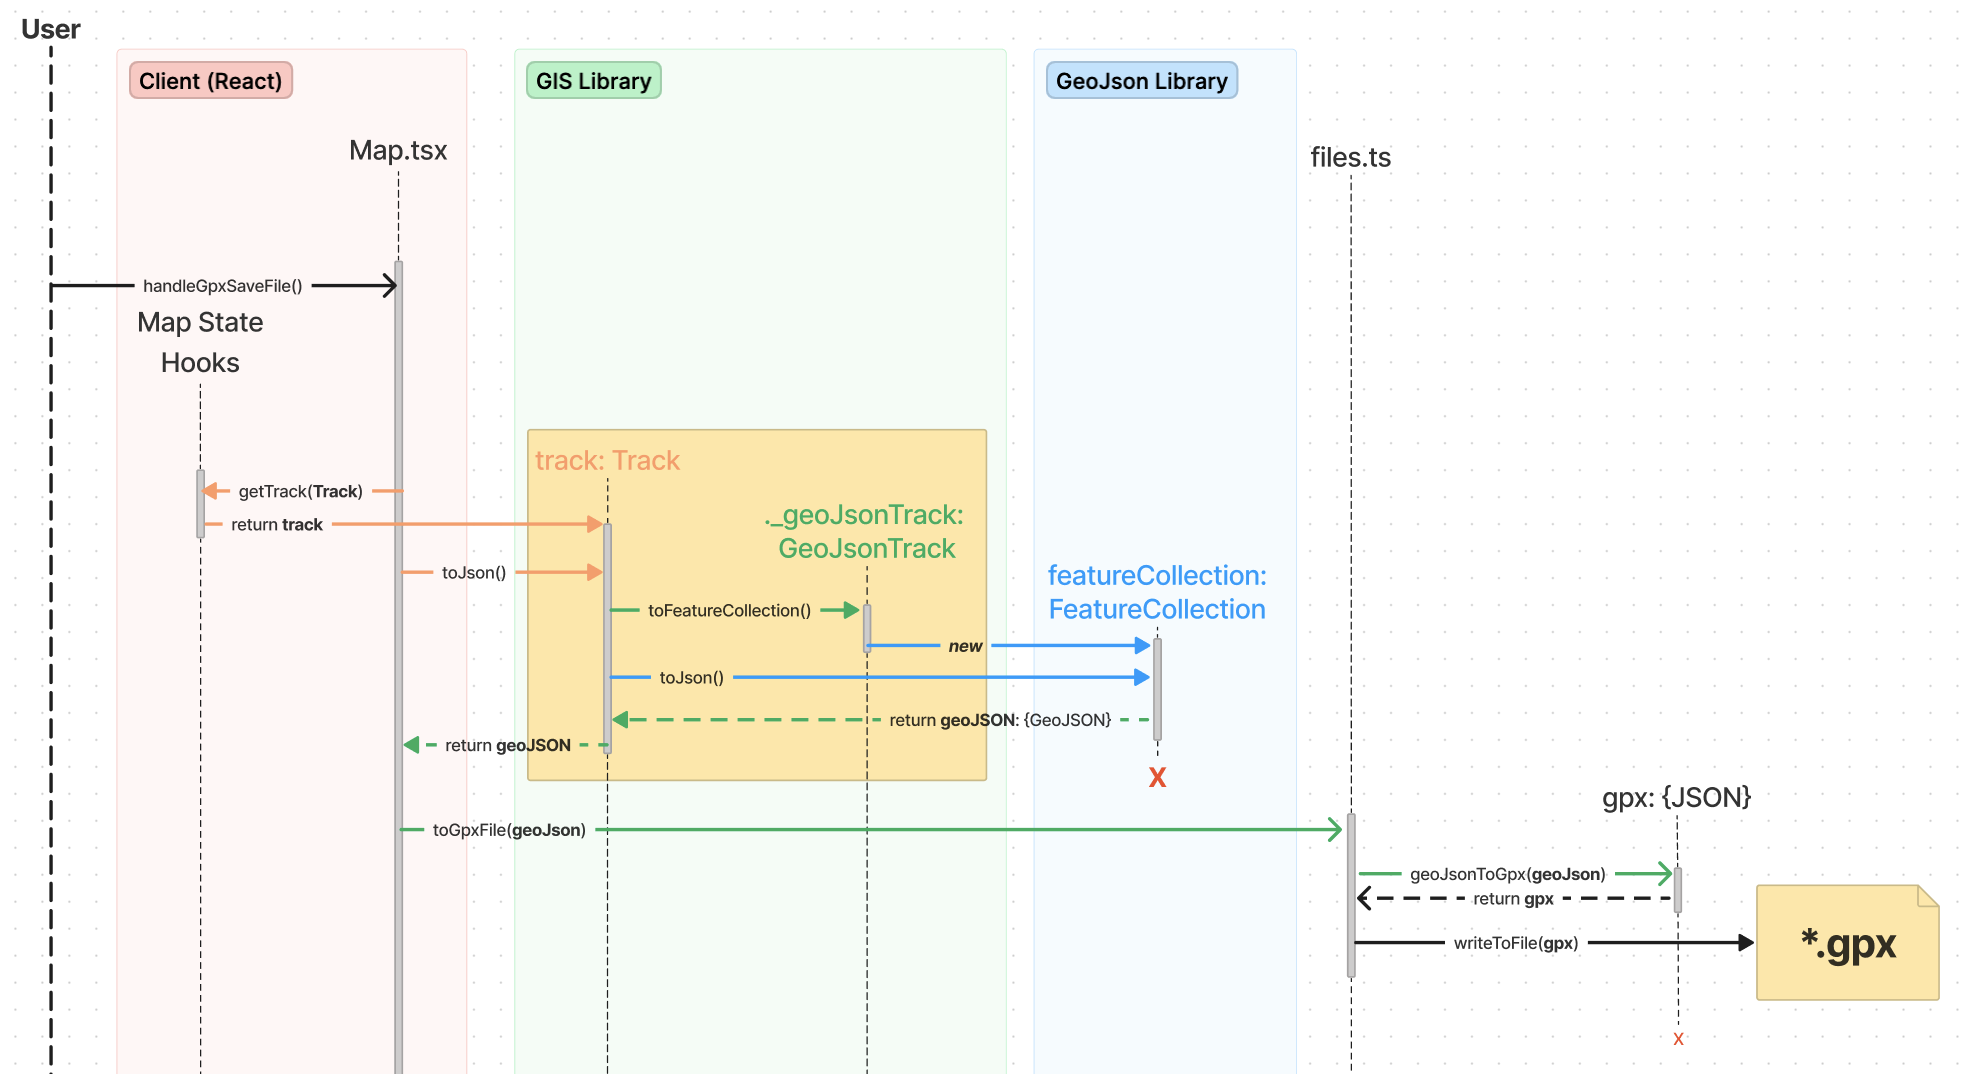 User
Client (React)
GIS Library
GeoJson Library
Map.tsx
files.ts
handleGpxSaveFile()
Map State
Hooks
track: Track
getTrack(Track)
return track
._geoJsonTrack:
GeoJsonTrack
toJson()
featureCollection:
FeatureCollection
toFeatureCollection()
new
toJson()
return geoJSON: {GeoJSON}
return geoJSON
X
gpx: {JSON}
toGpxFile(geoJson)
geoJsonToGpx(geoJson)
return gpx
writeToFile(gpx)
*.gpx
X